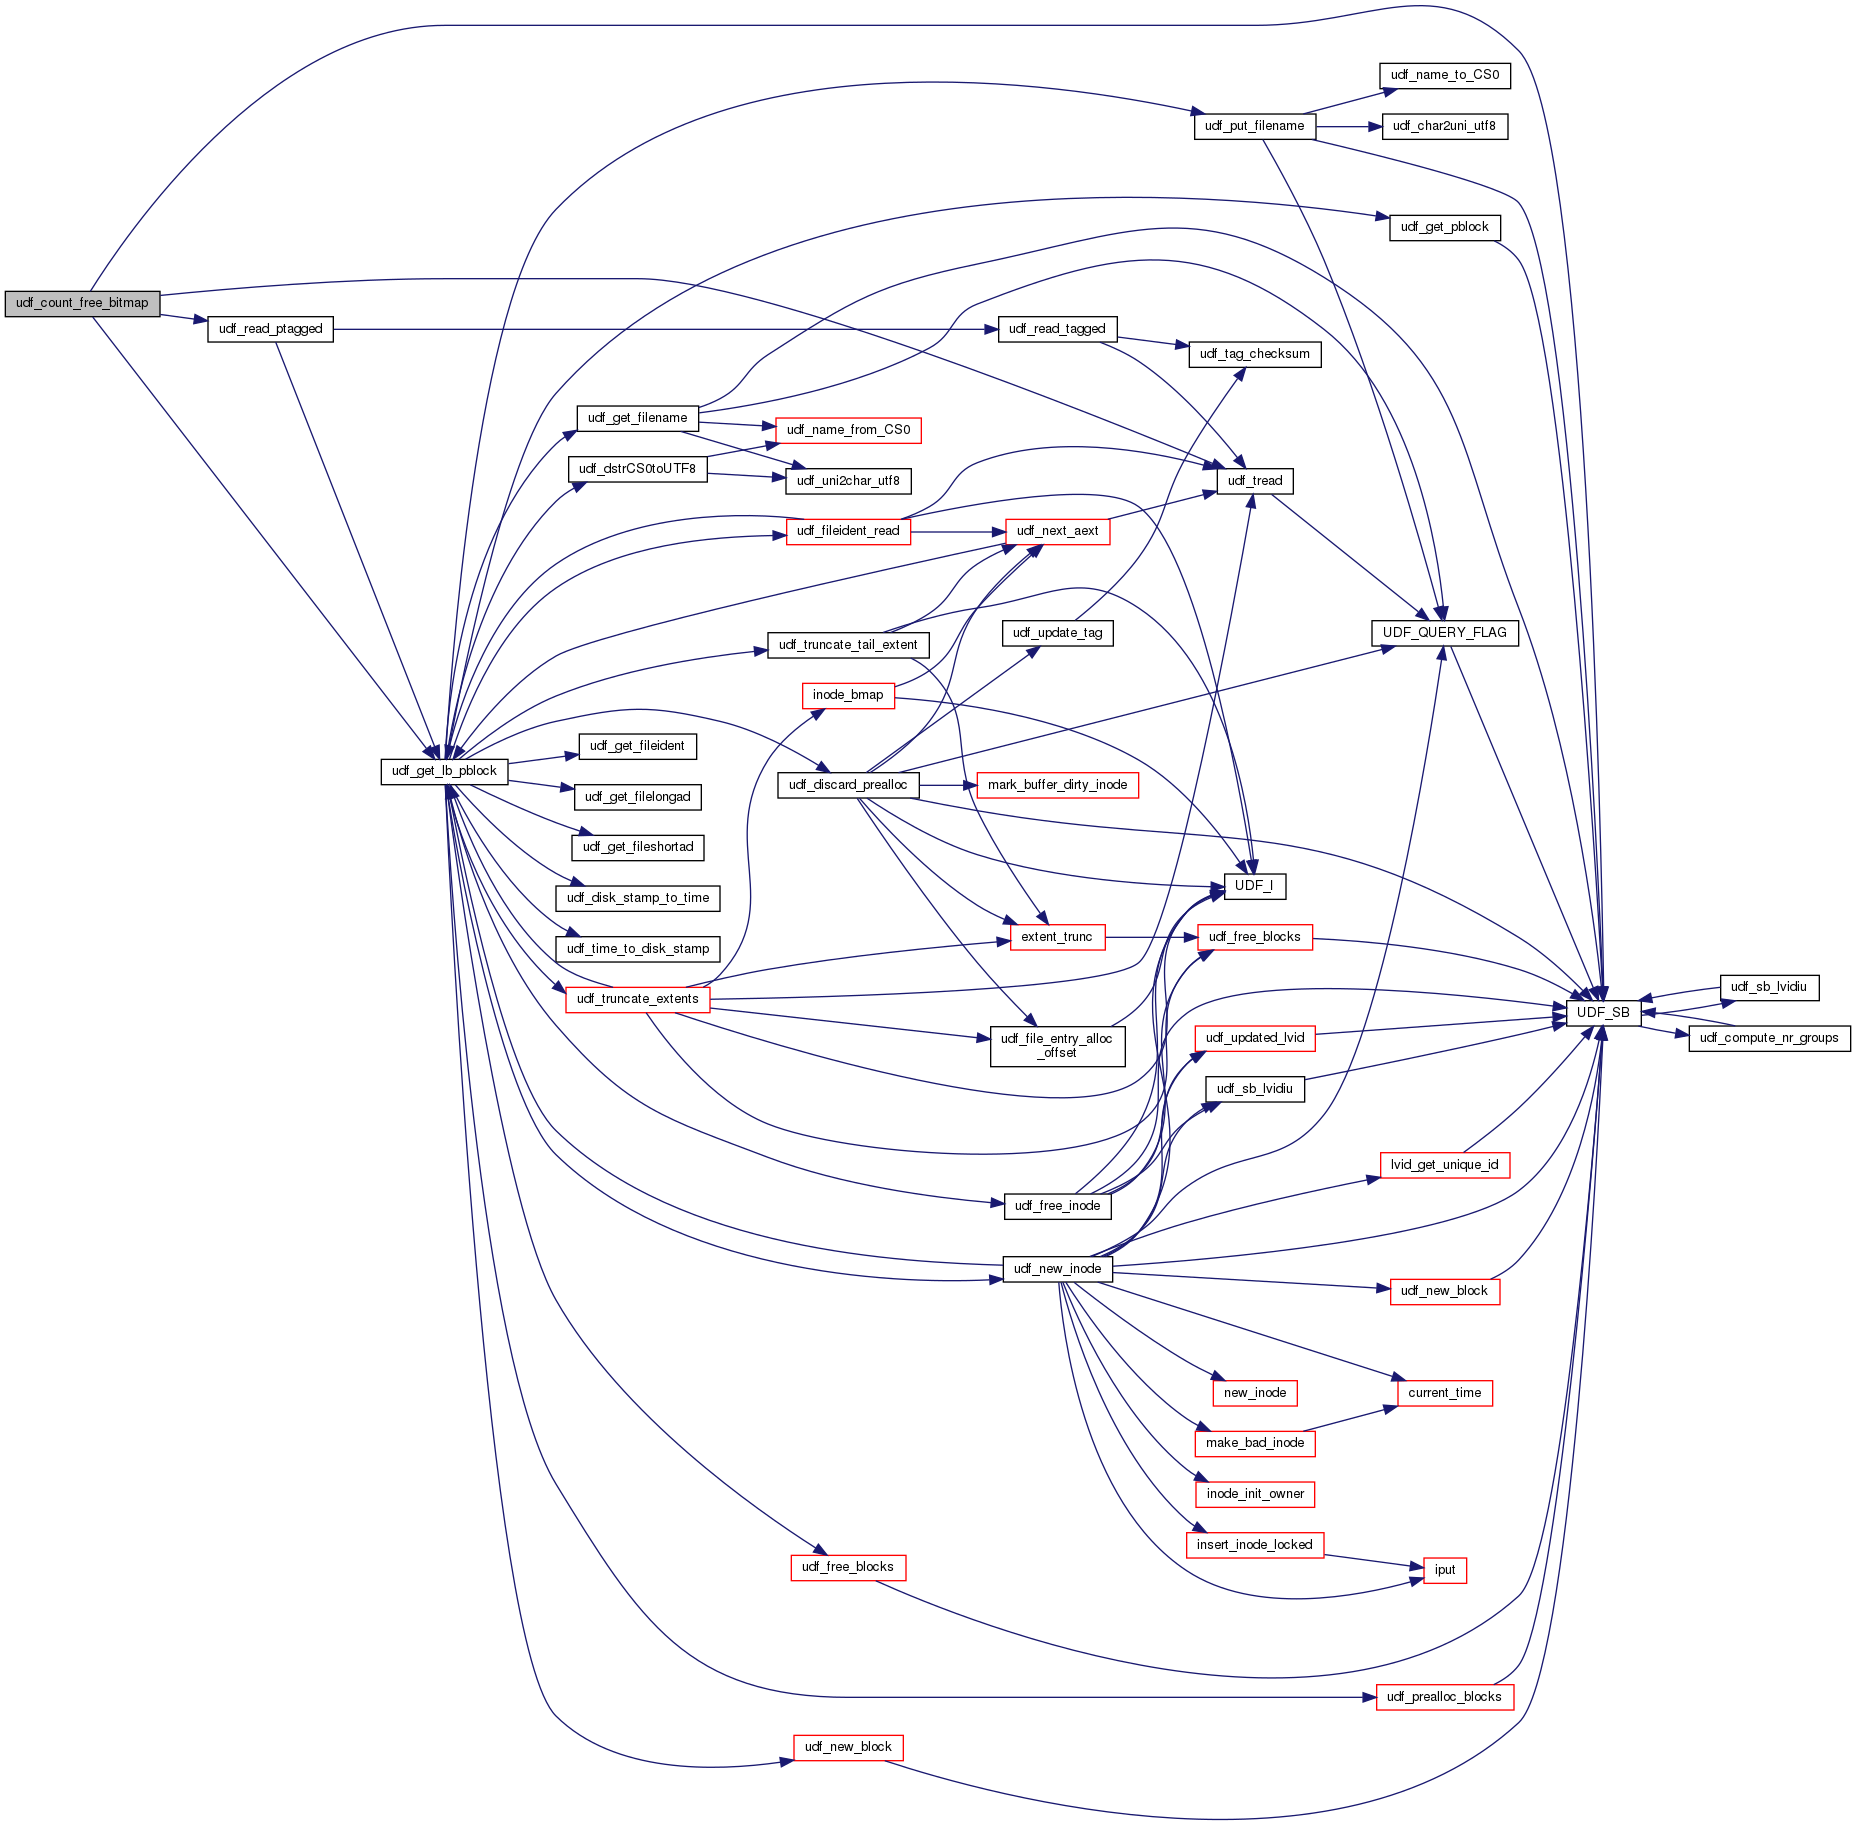 udf_name_to_CS0
udf_put_filename
udf_char2uni_utf8
udf_get_pblock
udf_count_free_bitmap
udf_read_ptagged
udf_read_tagged
udf_tag_checksum
udf_get_filename
udf_name_from_CS0
udf_dstrCS0toUTF8
udf_uni2char_utf8
udf_tread
udf_fileident_read
udf_next_aext
udf_truncate_tail_extent
udf_update_tag
UDF_QUERY_FLAG
inode_bmap
udf_get_fileident
udf_get_lb_pblock
udf_discard_prealloc
mark_buffer_dirty_inode
udf_get_filelongad
udf_get_fileshortad
UDF_I
udf_disk_stamp_to_time
extent_trunc
udf_free_blocks
udf_time_to_disk_stamp
udf_sb_lvidiu
udf_truncate_extents
UDF_SB
udf_file_entry_alloc
_offset
udf_updated_lvid
udf_compute_nr_groups
udf_sb_lvidiu
lvid_get_unique_id
udf_free_inode
udf_new_inode
udf_new_block
new_inode
current_time
make_bad_inode
inode_init_owner
insert_inode_locked
udf_free_blocks
iput
udf_prealloc_blocks
udf_new_block